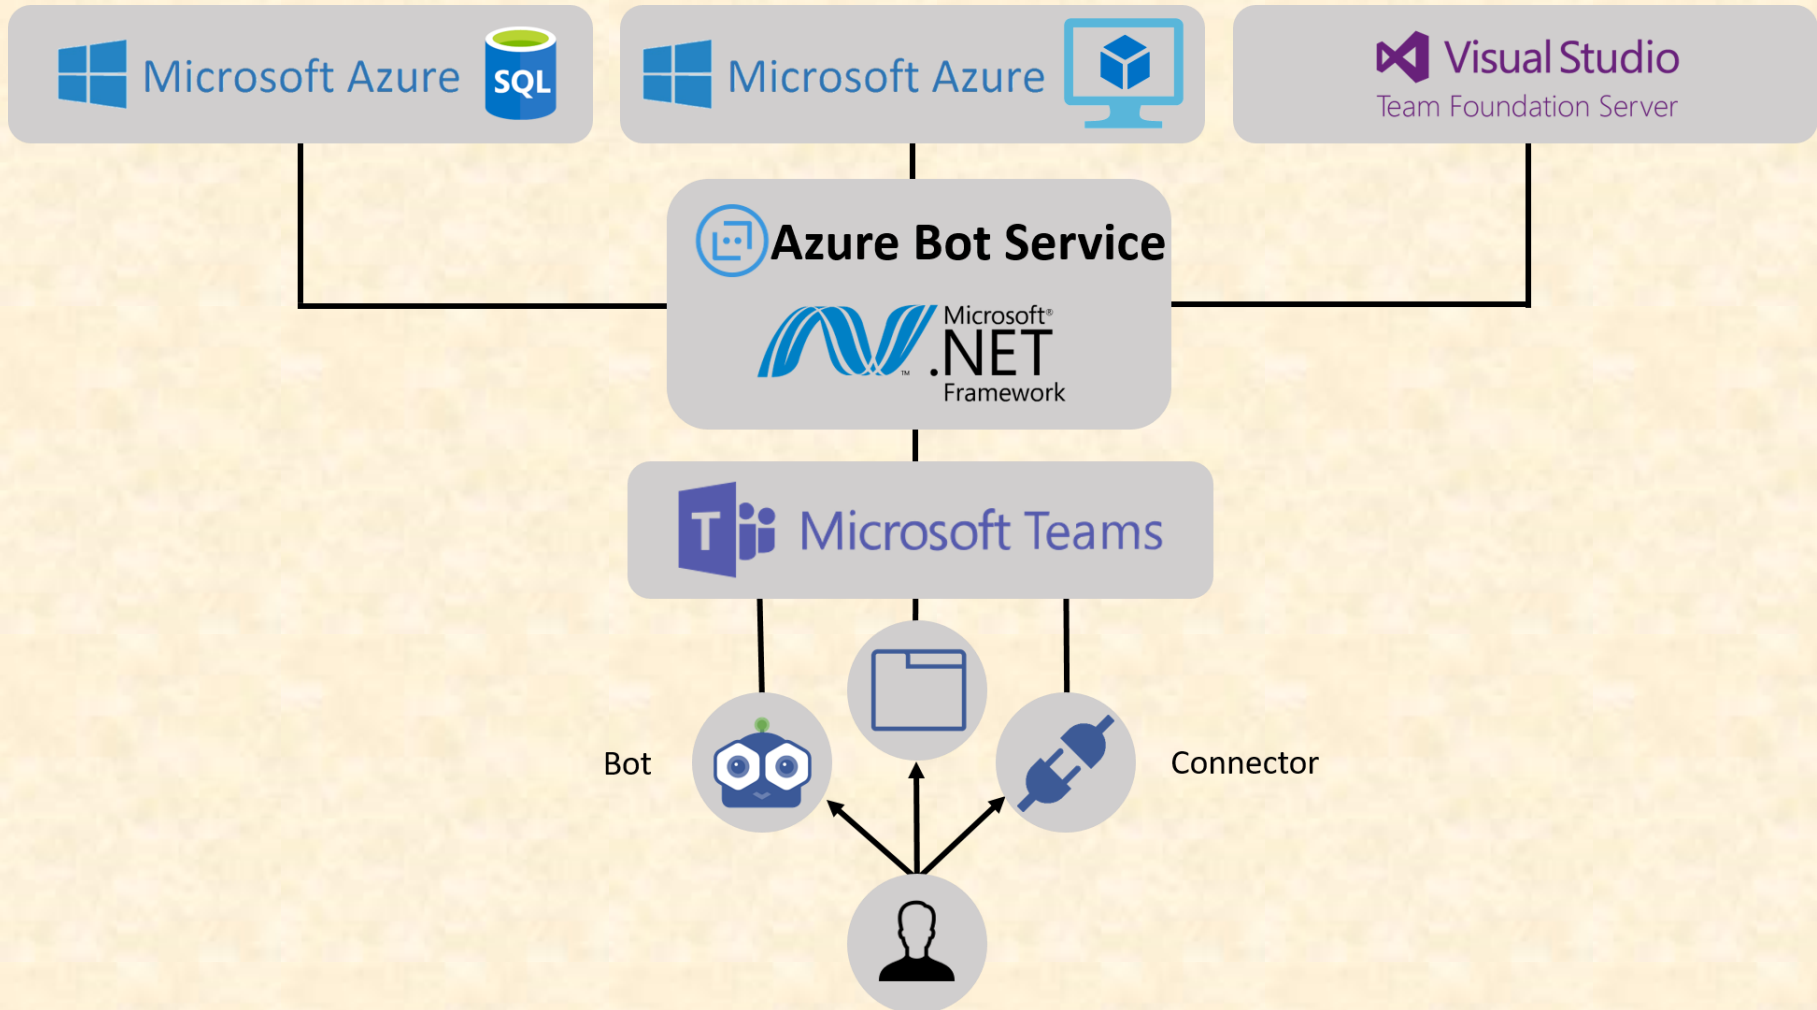 Microsoft Azure SQL
Microsoft Azure
Visual Studio
Team Foundation Server
Azure Bot Service
Microsoft®
.NET
™
Framework
T Microsoft Teams
Bot
Connector